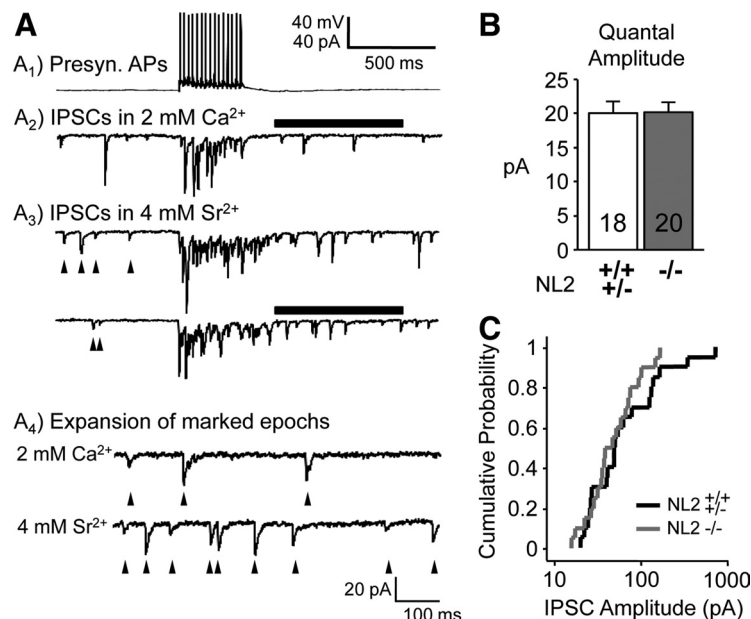 A
A1) Presyn. APs
40 mV
40 pA
500 ms
A2) IPSCs in 2 mM Ca2+
A3) IPSCs in 4 mM Sr2+
A4) Expansion of marked epochs
2 mM Ca2+
4 mM Sr2+
20 pA
100 ms
B
Quantal
Amplitude
25
20
15
10
5
0
pA
18
20
NL2
+/+
+/-
-/-
C
Cumulative Probability
1
0.8
0.6
0.4
0.2
0
NL2 +/+
+/-
NL2 -/-
10
100
1000
IPSC Amplitude (pA)